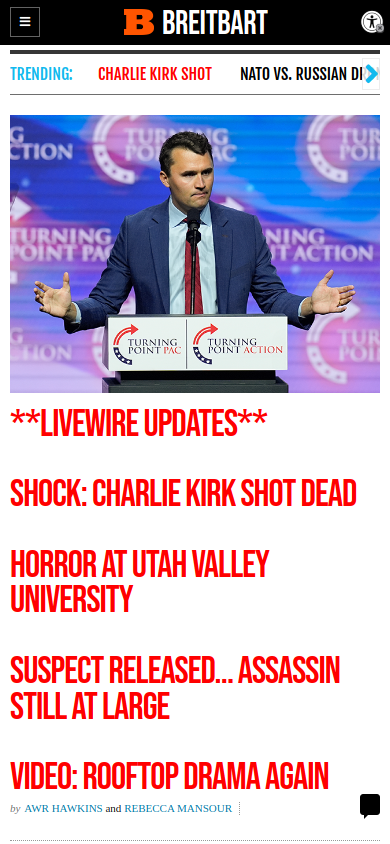 B BREITBART
TRENDING: CHARLIE KIRK SHOT NATO VS. RUSSIAN
TURNING
POINT
TURNING
POINT PAC
TURNING
POINT ACTION
**LIVEWIRE UPDATES**
SHOCK: CHARLIE KIRK SHOT DEAD
HORROR AT UTAH VALLEY
UNIVERSITY
SUSPECT RELEASED... ASSASSIN
STILL AT LARGE
VIDEO: ROOFTOP DRAMA AGAIN
by AWR HAWKINS and REBECCA MANSOUR